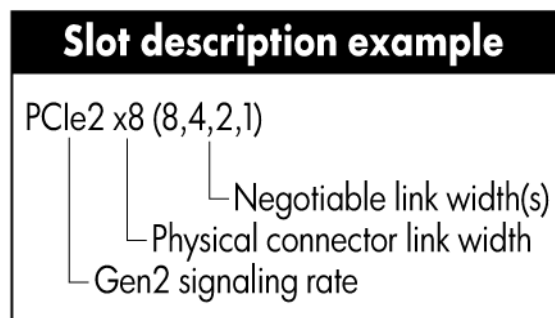 Slot description example
PCIe2 x8 (8,4,2,1)
Negotiable link width(s)
Physical connector link width
Gen2 signaling rate